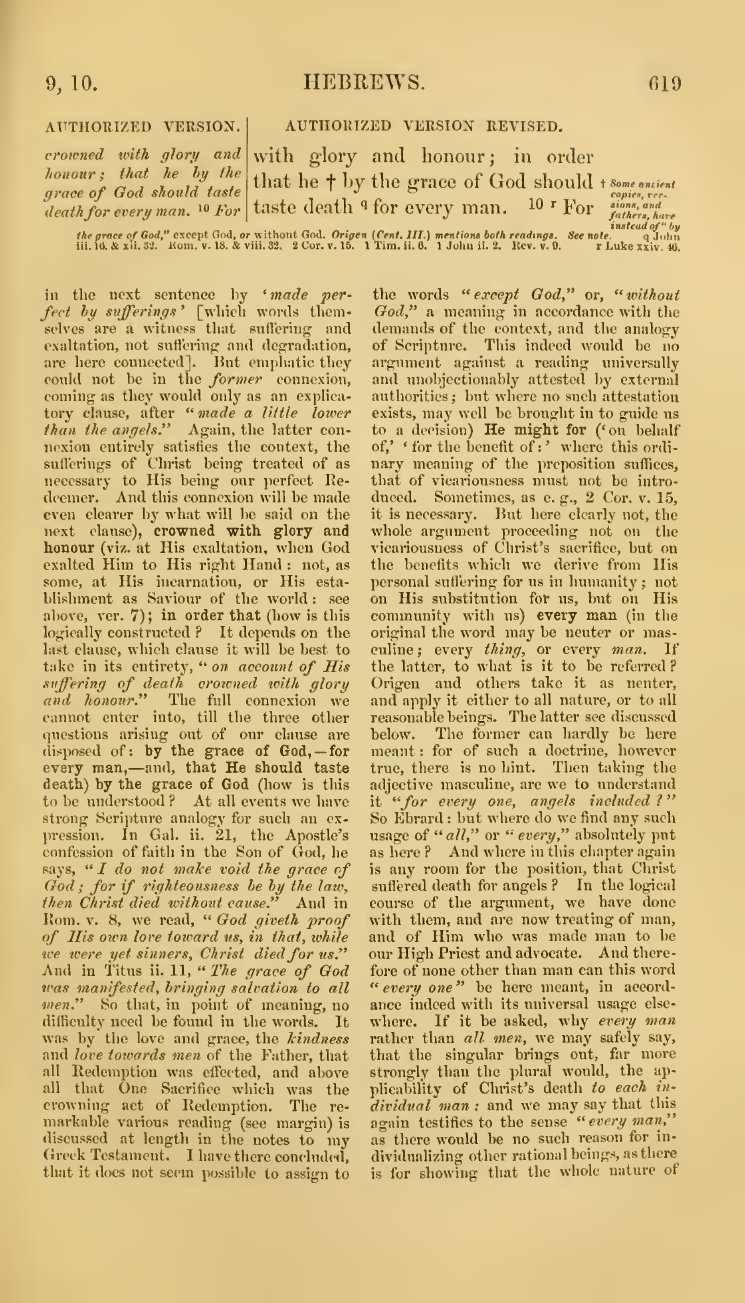 9, 10.
HEBREWS.
619
AUTHORIZED VERSION.
crowned with glory and
honour; that he by the
grace of God should taste
death for every man. 10 For
AUTHORIZED VERSION REVISED.
with glory and honour; in order
that he † by the grace of God should
taste death q for every man. 10 r For
† Some ancient
copies, ver-
sions, and
fathers, have
instead of "by
the grace of God," except God, or without God. Origen (Cent. III.) mentions both readings. See note. q John
iii. 16. & xii. 32. Rom. v. 18. & viii. 32. 2 Cor. v. 15. 1 Tim. ii. 6. 1 John ii. 2. Rev. v. 9. r Luke xxiv. 46.
in the next sentence by 'made per-
fect by sufferings' [which words them-
selves are a witness that suffering and
exaltation, not suffering and degradation,
are here connected]. But emphatic they
could not be in the former connexion,
coming as they would only as an explica-
tory clause, after "made a little lower
than the angels." Again, the latter con-
nexion entirely satisfies the context, the
sufferings of Christ being treated of as
necessary to His being our perfect Re-
deemer. And this connexion will be made
even clearer by what will be said on the
next clause), crowned with glory and
honour (viz. at His exaltation, when God
exalted Him to His right Hand: not, as
some, at His incarnation, or His esta-
blishment as Saviour of the world: see
above, ver. 7); in order that (how is this
logically constructed? It depends on the
last clause, which clause it will be best to
take in its entirety, "on account of His
suffering of death crowned with glory
and honour." The full connexion we
cannot enter into, till the three other
questions arising out of our clause are
disposed of: by the grace of God,—for
every man,—and, that He should taste
death) by the grace of God (how is this
to be understood? At all events we have
strong Scripture analogy for such an ex-
pression. In Gal. ii. 21, the Apostle's
confession of faith in the Son of God, he
says, "I do not make void the grace of
God; for if righteousness be by the law,
then Christ died without cause." And in
Rom. v. 8, we read, "God giveth proof
of His own love toward us, in that, while
we were yet sinners, Christ died for us."
And in Titus ii. 11, "The grace of God
was manifested, bringing salvation to all
men." So that, in point of meaning, no
difficulty need be found in the words. It
was by the love and grace, the kindness
and love towards men of the Father, that
all Redemption was effected, and above
all that One Sacrifice which was the
crowning act of Redemption. The re-
markable various reading (see margin) is
discussed at length in the notes to my
Greek Testament. I have there concluded,
that it does not seem possible to assign to
the words "except God," or, "without
God," a meaning in accordance with the
demands of the context, and the analogy
of Scripture. This indeed would be no
argument against a reading universally
and unobjectionably attested by external
authorities; but where no such attestation
exists, may well be brought in to guide us
to a decision) He might for ('on behalf
of,' 'for the benefit of:' where this ordi-
nary meaning of the preposition suffices,
that of vicariousness must not be intro-
duced. Sometimes, as e. g., 2 Cor. v. 15,
it is necessary. But here clearly not, the
whole argument proceeding not on the
vicariousness of Christ's sacrifice, but on
the benefits which we derive from His
personal suffering for us in humanity; not
on His substitution for us, but on His
community with us) every man (in the
original the word may be neuter or mas-
culine; every thing, or every man. If
the latter, to what is it to be referred?
Origen and others take it as neuter,
and apply it either to all nature, or to all
reasonable beings. The latter see discussed
below. The former can hardly be here
meant: for of such a doctrine, however
true, there is no hint. Then taking the
adjective masculine, are we to understand
it "for every one, angels included?"
So Ebrard: but where do we find any such
usage of "all," or "every," absolutely put
as here? And where in this chapter again
is any room for the position, that Christ
suffered death for angels? In the logical
course of the argument, we have done
with them, and are now treating of man,
and of Him who was made man to be
our High Priest and advocate. And there-
fore of none other than man can this word
"every one" be here meant, in accord-
ance indeed with its universal usage else-
where. If it be asked, why every man
rather than all men, we may safely say,
that the singular brings out, far more
strongly than the plural would, the ap-
plicability of Christ's death to each in-
dividual man: and we may say that this
again testifies to the sense "every man,"
as there would be no such reason for in-
dividualizing other rational beings, as there
is for showing that the whole nature of